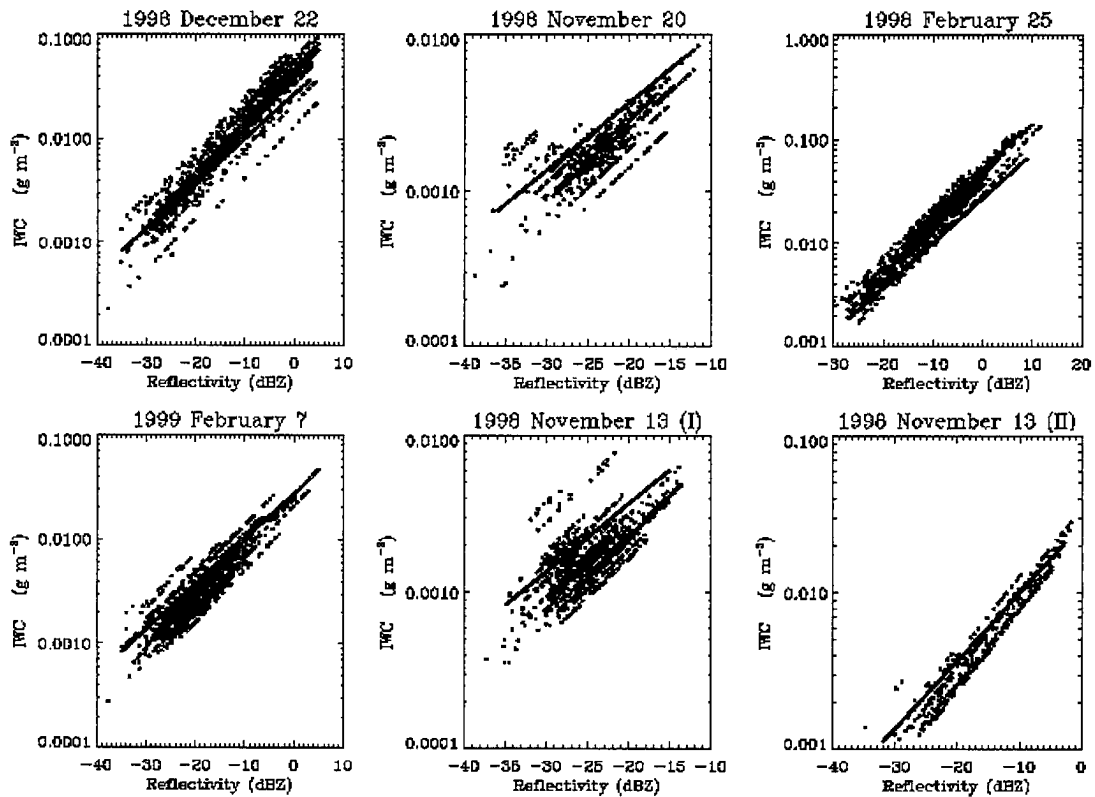 1998 December 22
0.1000
0.0100
0.0010
0.0001
IWC (g m⁻³)
−40 −30 −20 −10 0 10
Reflectivity (dBZ)
1998 November 20
0.0100
0.0010
0.0001
IWC (g m⁻³)
−40 −35 −30 −25 −20 −15 −10
Reflectivity (dBZ)
1998 February 25
1.000
0.100
0.010
.001
IWC (g m⁻³)
−30 −20 −10 0 10 20
Reflectivity (dBZ)
1999 February 7
0.1000
0.0100
0.0010
0.0001
IWC (g m⁻³)
−40 −30 −20 −10 0 10
Reflectivity (dBZ)
1998 November 13 (I)
0.0100
0.0010
0.0001
IWC (g m⁻³)
−40 −35 −30 −25 −20 −15 −10
Reflectivity (dBZ)
1998 November 13 (II)
0.100
0.010
.001
IWC (g m⁻³)
−40 −30 −20 −10 0
Reflectivity (dBZ)